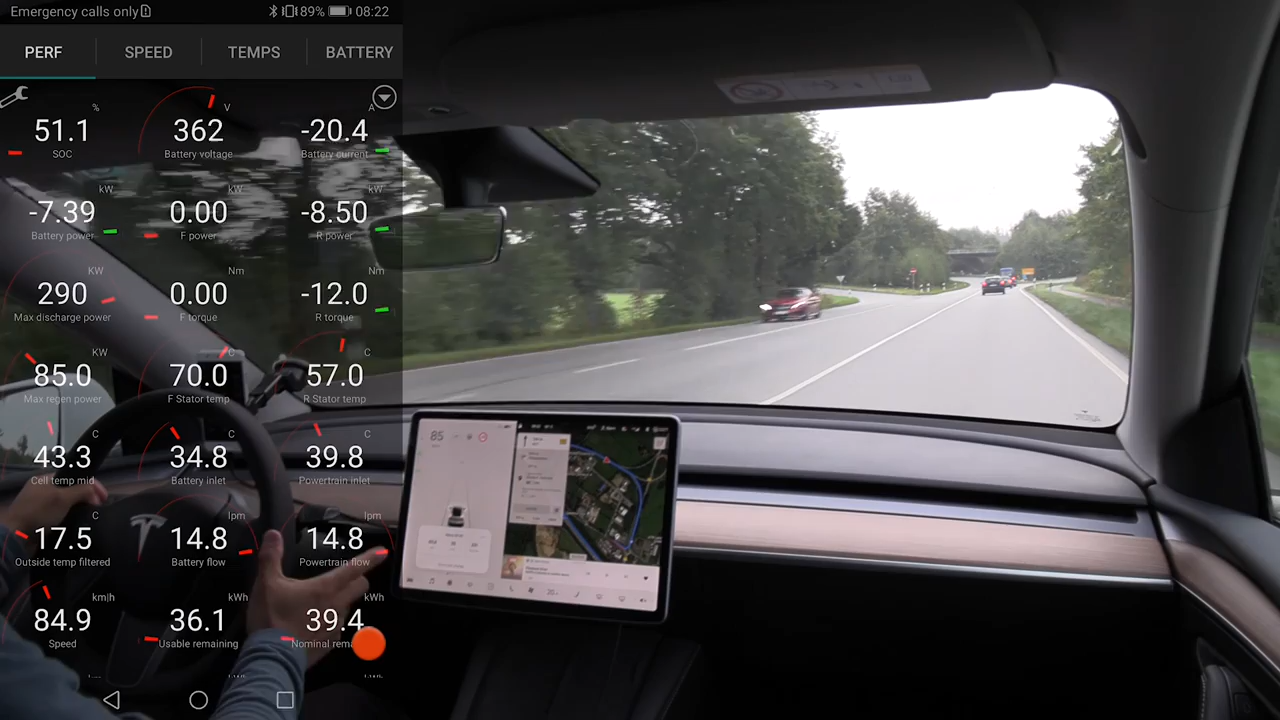 Emergency calls only
89%
08:22
PERF
SPEED
TEMPS
BATTERY
%
V
A
51.1
362
-20.4
SOC
Battery voltage
Battery current
kW
kW
kW
-7.39
0.00
-8.50
Battery power
F power
R power
KW
Nm
Nm
290
0.00
-12.0
Max discharge power
F torque
R torque
KW
C
C
85.0
70.0
57.0
Max regen power
F Stator temp
R Stator temp
C
C
C
43.3
34.8
39.8
Cell temp mid
Battery inlet
Powertrain inlet
C
lpm
lpm
17.5
14.8
14.8
Outside temp filtered
Battery flow
Powertrain flow
km|h
kWh
kWh
84.9
36.1
39.4
Speed
Usable remaining
Nominal rema
85